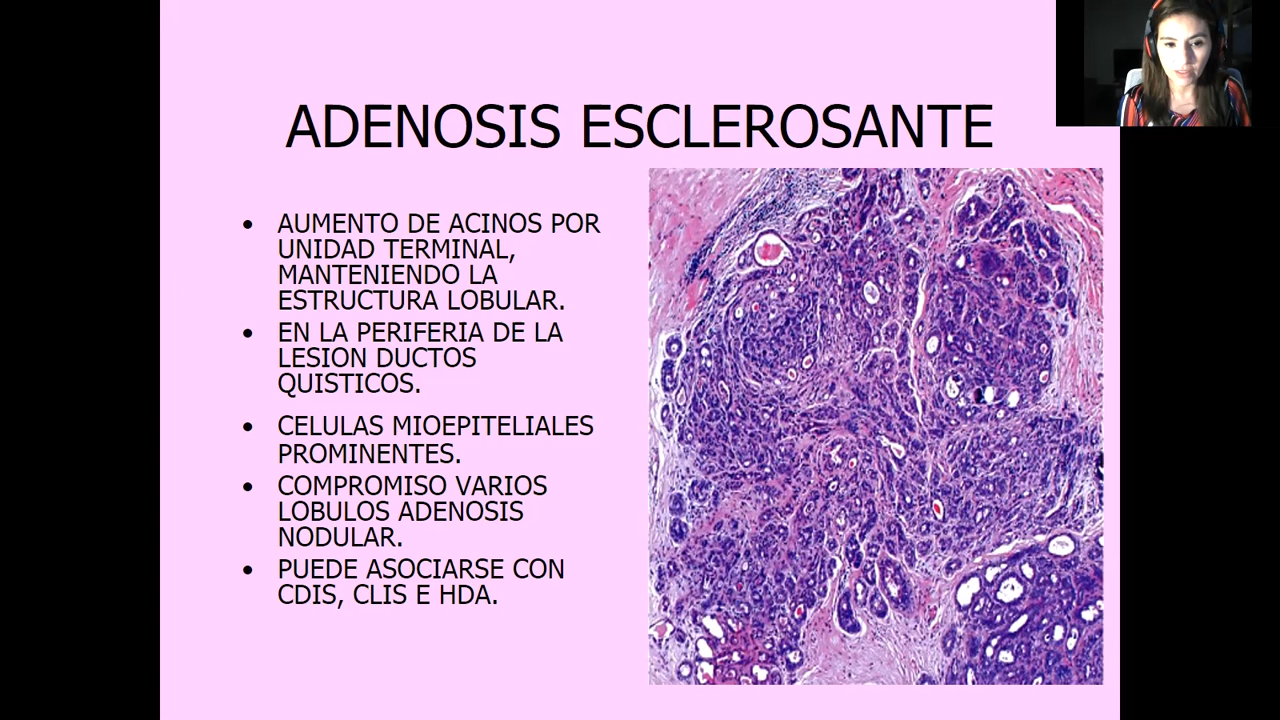 ADENOSIS ESCLEROSANTE
• AUMENTO DE ACINOS POR
UNIDAD TERMINAL,
MANTENIENDO LA
ESTRUCTURA LOBULAR.
• EN LA PERIFERIA DE LA
LESION DUCTOS
QUISTICOS.
• CELULAS MIOEPITELIALES
PROMINENTES.
• COMPROMISO VARIOS
LOBULOS ADENOSIS
NODULAR.
• PUEDE ASOCIARSE CON
CDIS, CLIS E HDA.